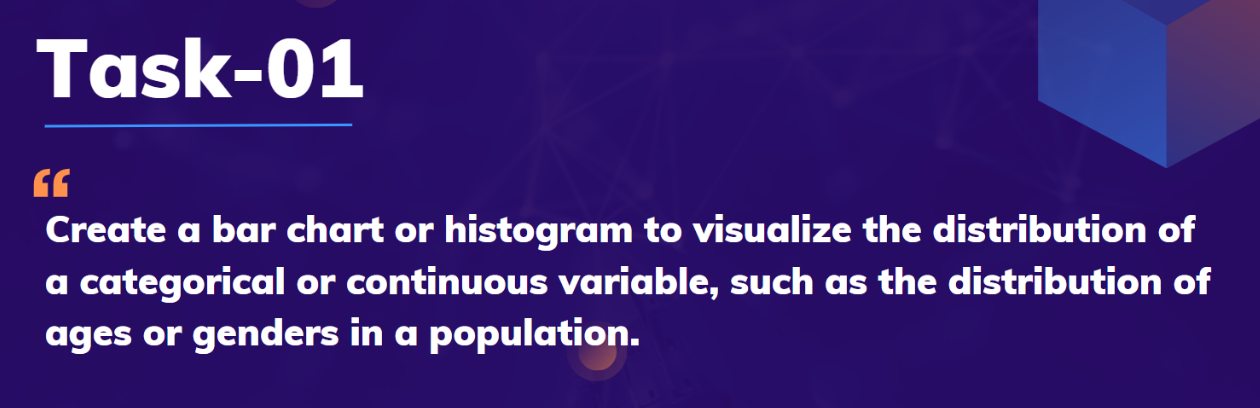 Task-01
“
Create a bar chart or histogram to visualize the distribution of
a categorical or continuous variable, such as the distribution of
ages or genders in a population.